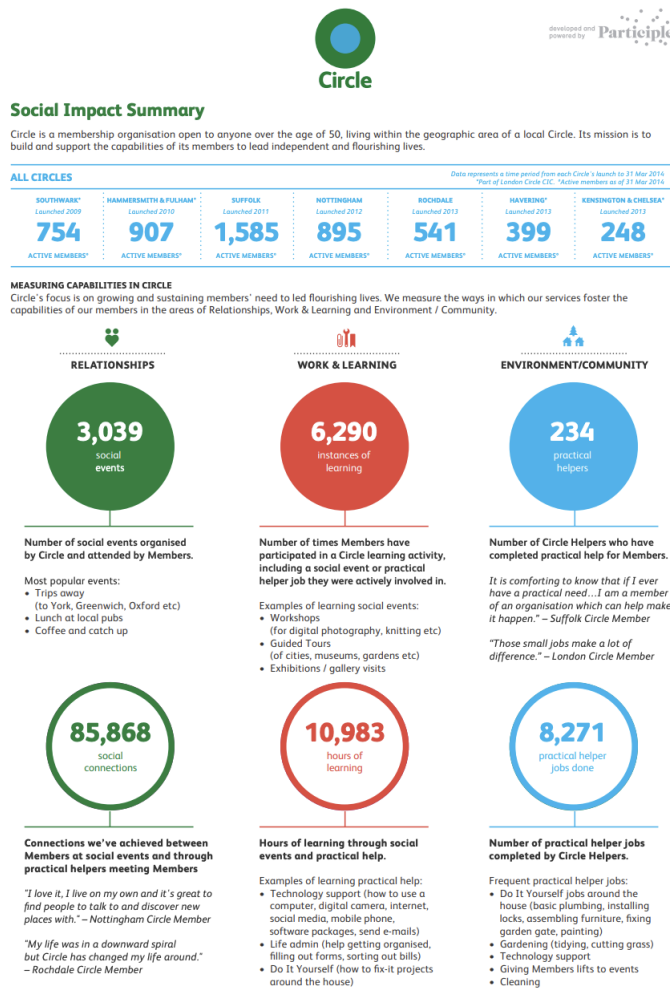 developed and
powered by
Circle
Social Impact Summary
Circle is a membership organisation open to anyone over the age of 50, living within the geographic area of a local Circle. Its mission is to
build and support the capabilities of its members to lead independent and flourishing lives.
ALL CIRCLES
Data represents a time period from each Circle's launch to 31 Mar 2014
*Part of London Circle CIC. *Active members as of 31 Mar 2014
SOUTHWARK* HAMMERSMITH & FULHAM* SUFFOLK NOTTINGHAM ROCHDALE HAVERING* KENSINGTON & CHELSEA*
Launched 2009 Launched 2010 Launched 2011 Launched 2012 Launched 2013 Launched 2013 Launched 2013
754 907 1,585 895 541 399 248
ACTIVE MEMBERS* ACTIVE MEMBERS* ACTIVE MEMBERS* ACTIVE MEMBERS* ACTIVE MEMBERS* ACTIVE MEMBERS* ACTIVE MEMBERS*
MEASURING CAPABILITIES IN CIRCLE
Circle's focus is on growing and sustaining members' need to led flourishing lives. We measure the ways in which our services foster the
capabilities of our members in the areas of Relationships, Work & Learning and Environment / Community.
RELATIONSHIPS
3,039
social
events
Number of social events organised
by Circle and attended by Members.
Most popular events:
• Trips away
(to York, Greenwich, Oxford etc)
• Lunch at local pubs
• Coffee and catch up
85,868
social
connections
Connections we've achieved between
Members at social events and through
practical helpers meeting Members
"I love it, I live on my own and it's great to
find people to talk to and discover new
places with." – Nottingham Circle Member
"My life was in a downward spiral
but Circle has changed my life around."
– Rochdale Circle Member
WORK & LEARNING
6,290
instances of
learning
Number of times Members have
participated in a Circle learning activity,
including a social event or practical
helper job they were actively involved in.
Examples of learning social events:
• Workshops
(for digital photography, knitting etc)
• Guided Tours
(of cities, museums, gardens etc)
• Exhibitions / gallery visits
10,983
hours of
learning
Hours of learning through social
events and practical help.
Examples of learning practical help:
• Technology support (how to use a
computer, digital camera, internet,
social media, mobile phone,
software packages, send e-mails)
• Life admin (help getting organised,
filling out forms, sorting out bills)
• Do It Yourself (how to fix-it projects
around the house)
ENVIRONMENT/COMMUNITY
234
practical
helpers
Number of Circle Helpers who have
completed practical help for Members.
It is comforting to know that if I ever
have a practical need...I am a member
of an organisation which can help make
it happen." – Suffolk Circle Member
"Those small jobs make a lot of
difference." – London Circle Member
8,271
practical helper
jobs done
Number of practical helper jobs
completed by Circle Helpers.
Frequent practical helper jobs:
• Do It Yourself jobs around the
house (basic plumbing, installing
locks, assembling furniture, fixing
garden gate, painting)
• Gardening (tidying, cutting grass)
• Technology support
• Giving Members lifts to events
• Cleaning